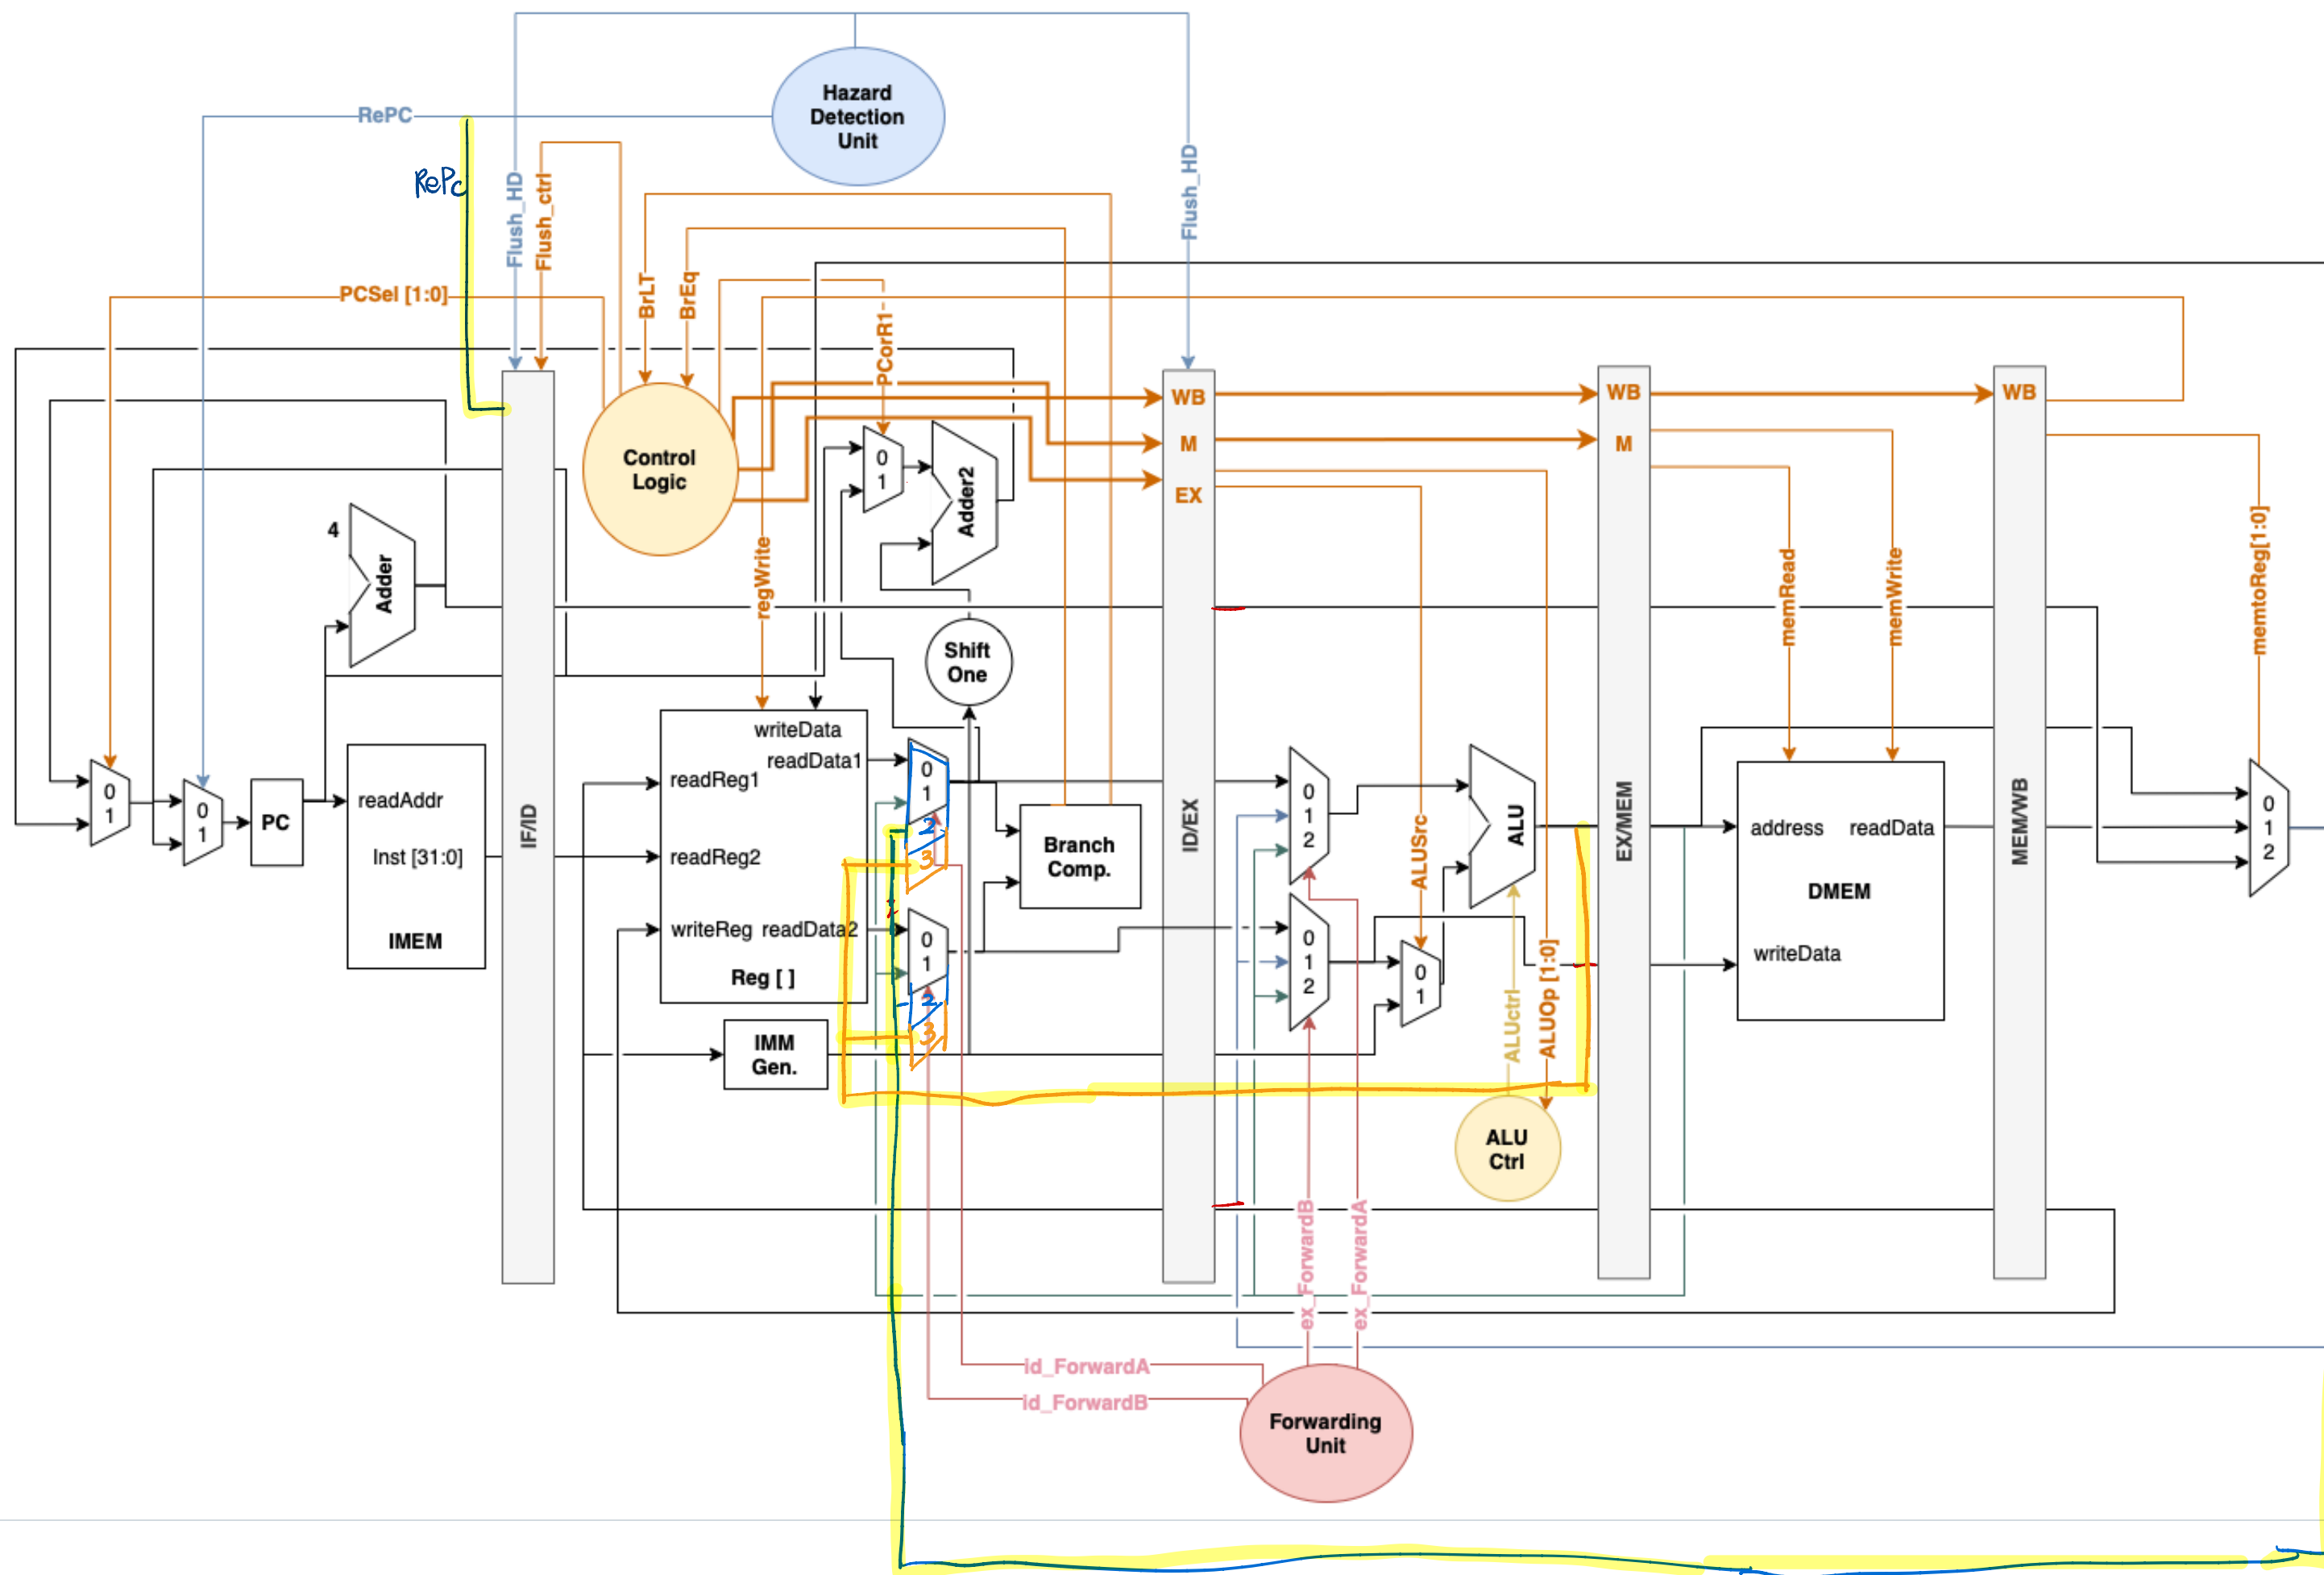 Hazard
Detection
Unit
RePC
RePc
Flush_HD
Flush_ctrl
Flush_HD
BrLT
BrEq
PCSel [1:0]
PCorR1
WB
M
EX
WB
M
WB
Control
Logic
0
1
Adder2
4
Adder
regWrite
memRead
memWrite
memtoReg[1:0]
Shift
One
writeData
readData1
readReg1
readReg2
writeReg readData2
Reg [ ]
0
1
0
1
PC
readAddr
Inst [31:0]
IMEM
IF/ID
0
1
2
3
0
1
2
3
Branch
Comp.
ID/EX
0
1
2
0
1
2
ALUSrc
0
1
ALU
ALUctrl
ALUOp [1:0]
EX/MEM
address readData
DMEM
writeData
MEM/WB
0
1
2
IMM
Gen.
ALU
Ctrl
ex_ForwardB
ex_ForwardA
id_ForwardA
id_ForwardB
Forwarding
Unit